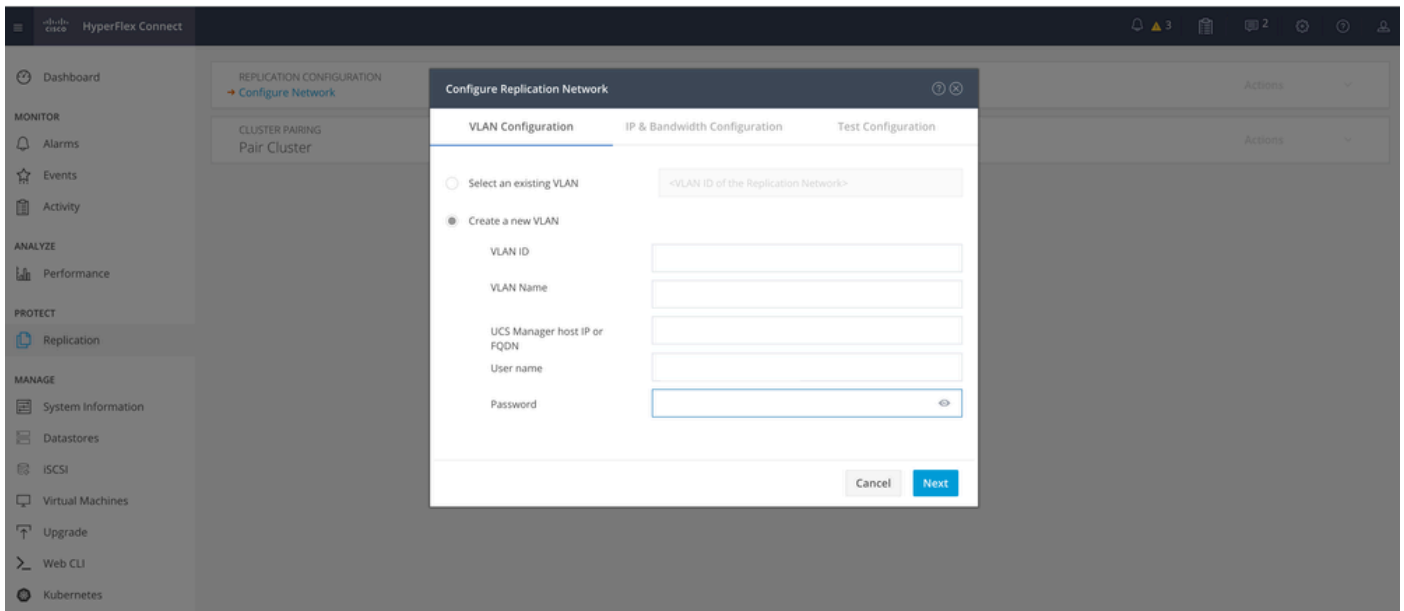 CISCO HyperFlex Connect
3
2
Dashboard
MONITOR
Alarms
Events
Activity
ANALYZE
Performance
PROTECT
Replication
MANAGE
System Information
Datastores
iSCSI
Virtual Machines
Upgrade
Web CLI
Kubernetes
REPLICATION CONFIGURATION
Configure Network
Actions
CLUSTER PAIRING
Pair Cluster
Actions
Configure Replication Network
VLAN Configuration IP & Bandwidth Configuration Test Configuration
Select an existing VLAN <VLAN ID of the Replication Network>
Create a new VLAN
VLAN ID
VLAN Name
UCS Manager host IP or
FQDN
User name
Password
Cancel Next